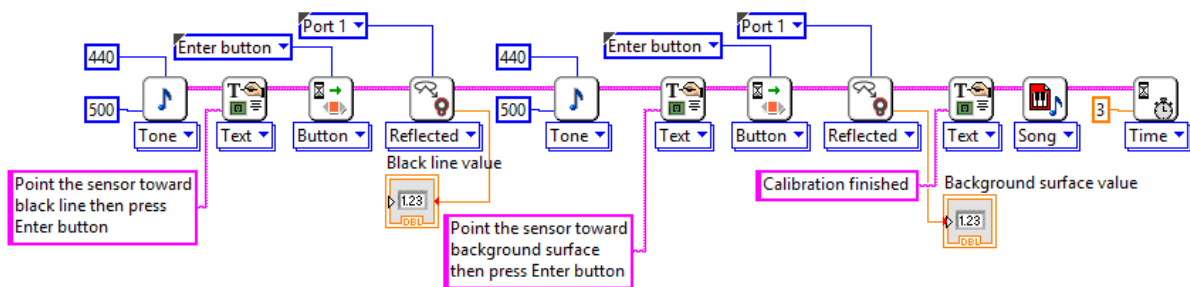 Port 1
Port 1
Enter button
Enter button
440
440
500
500
3
Tone
Text
Button
Reflected
Tone
Text
Button
Reflected
Text
Song
Time
Black line value
1.23
DBL
Point the sensor toward
black line then press
Enter button
Point the sensor toward
background surface
then press Enter button
Calibration finished
Background surface value
1.23
DBL